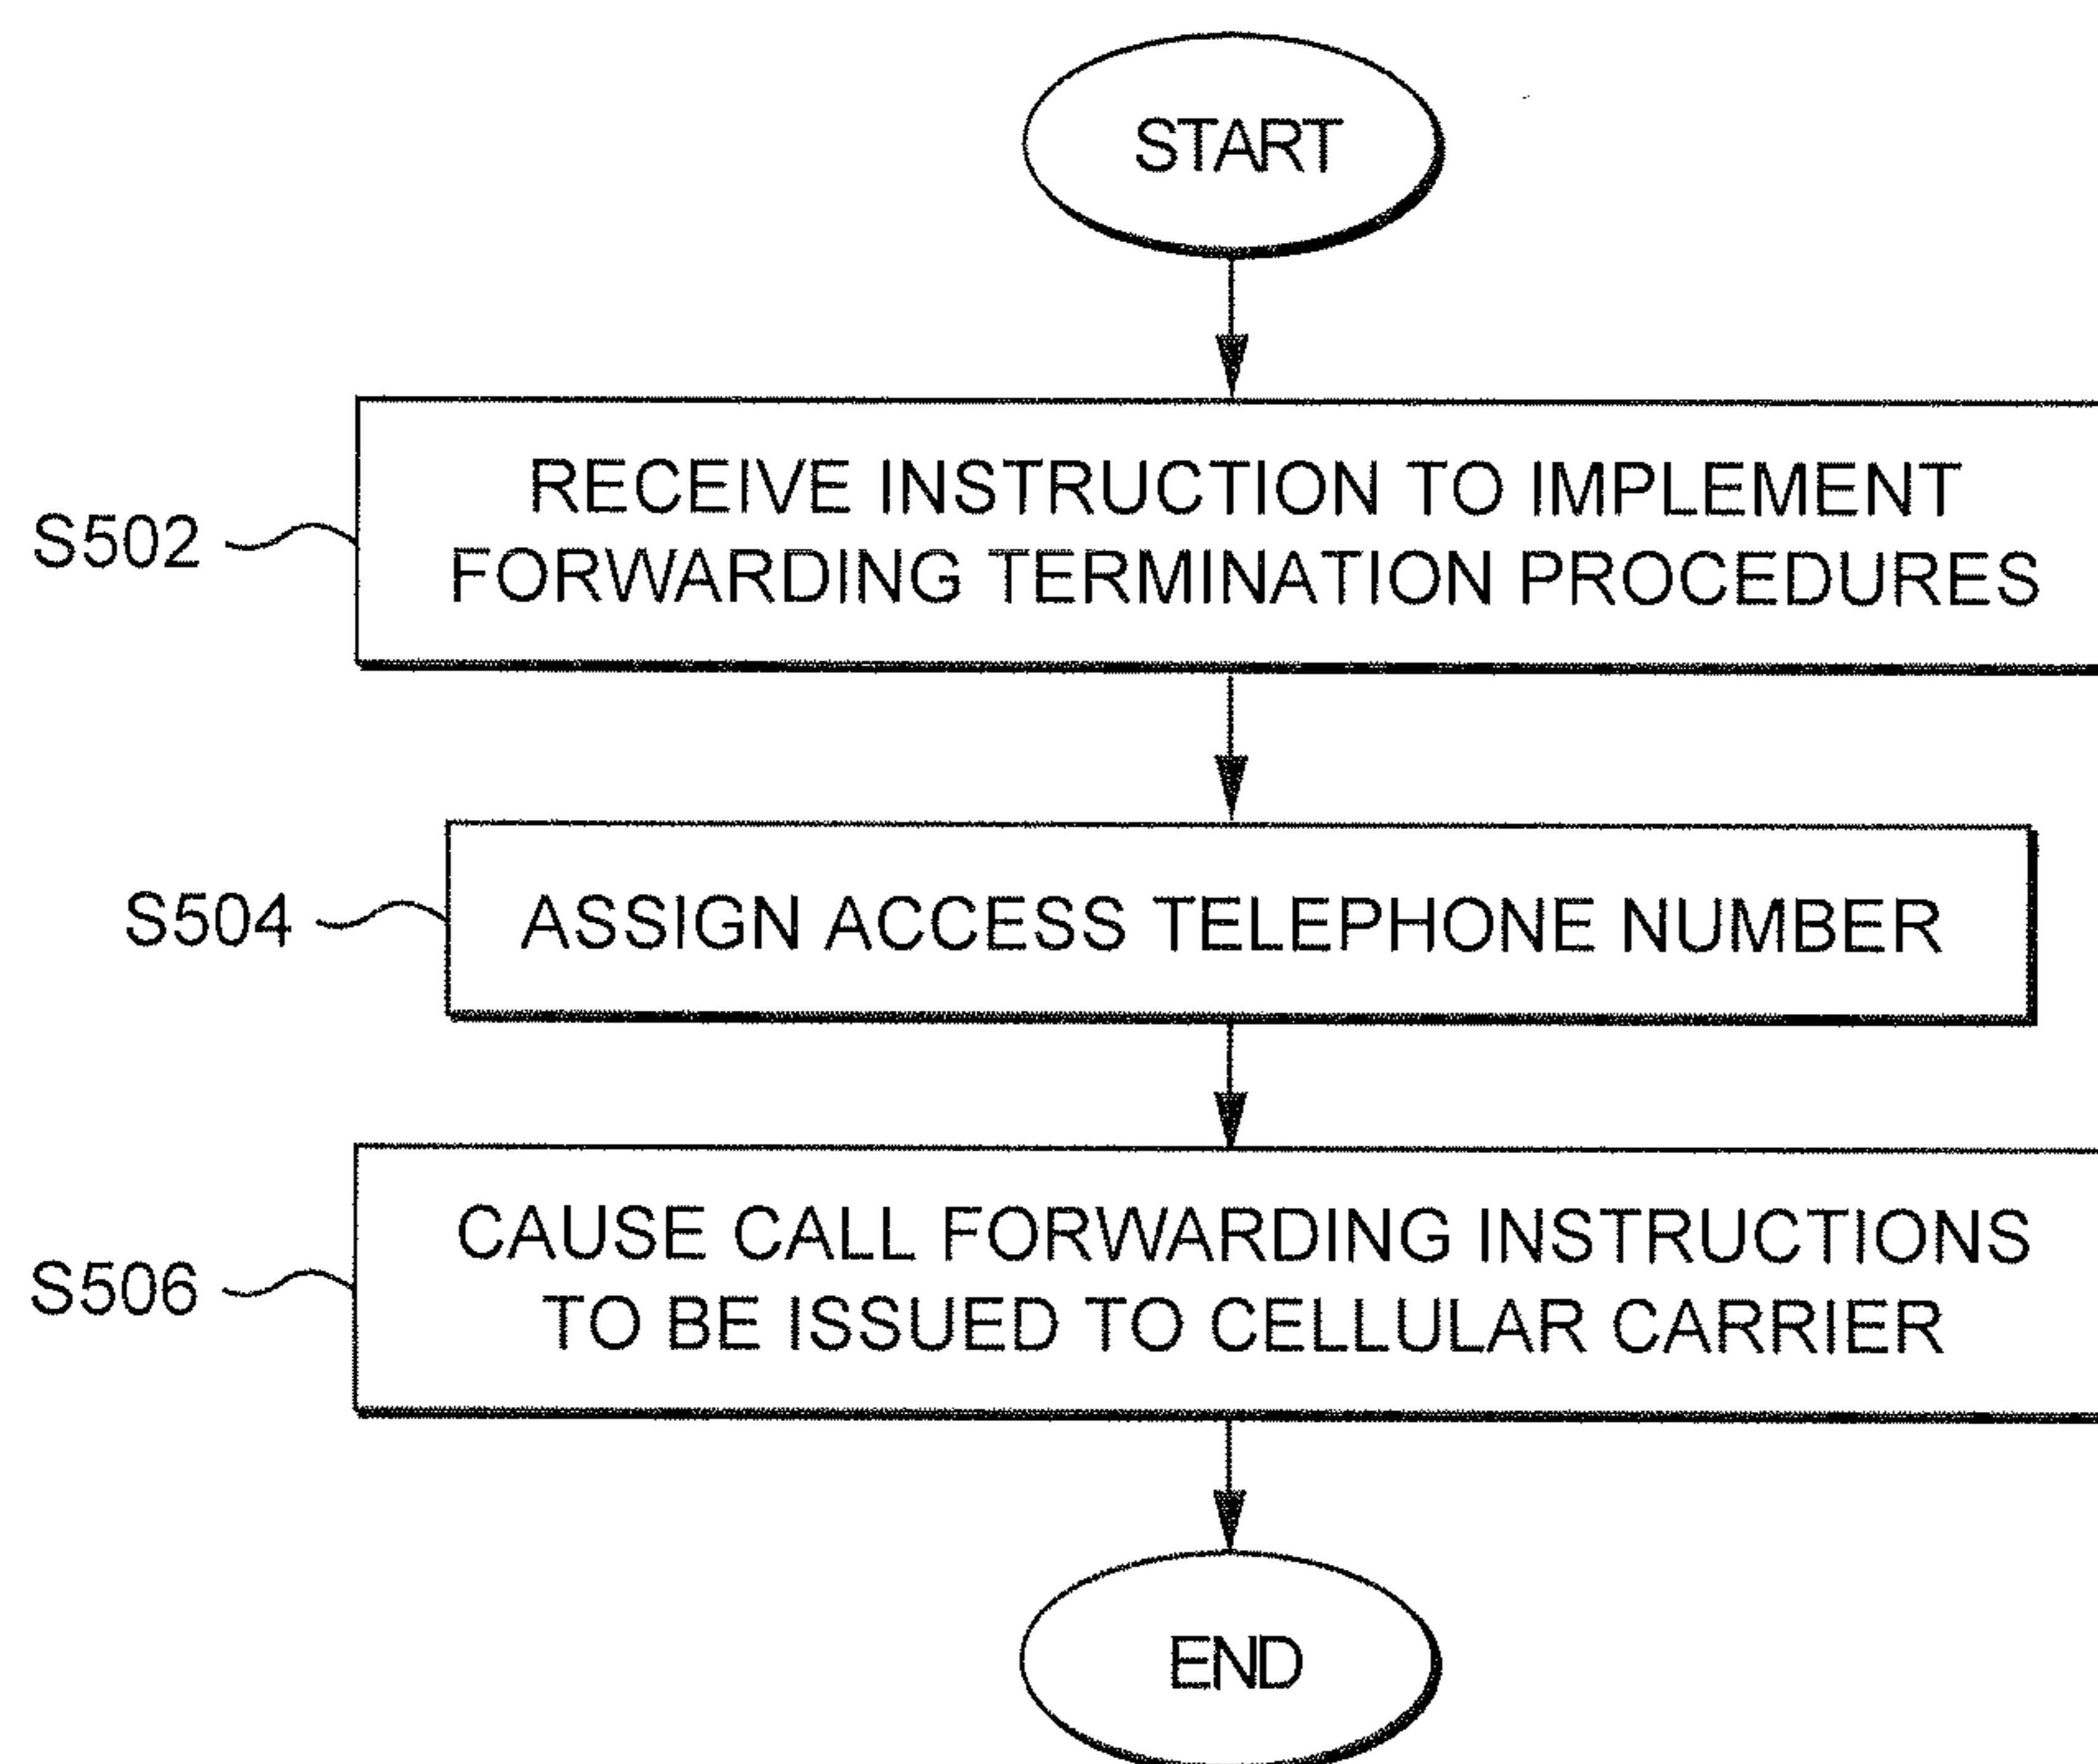 START
RECEIVE INSTRUCTION TO IMPLEMENT
S502
FORWARDING TERMINATION PROCEDURES
S504
ASSIGN ACCESS TELEPHONE NUMBER
CAUSE CALL FORWARDING INSTRUCTIONS
S506
TO BE ISSUED TO CELLULAR CARRIER
END